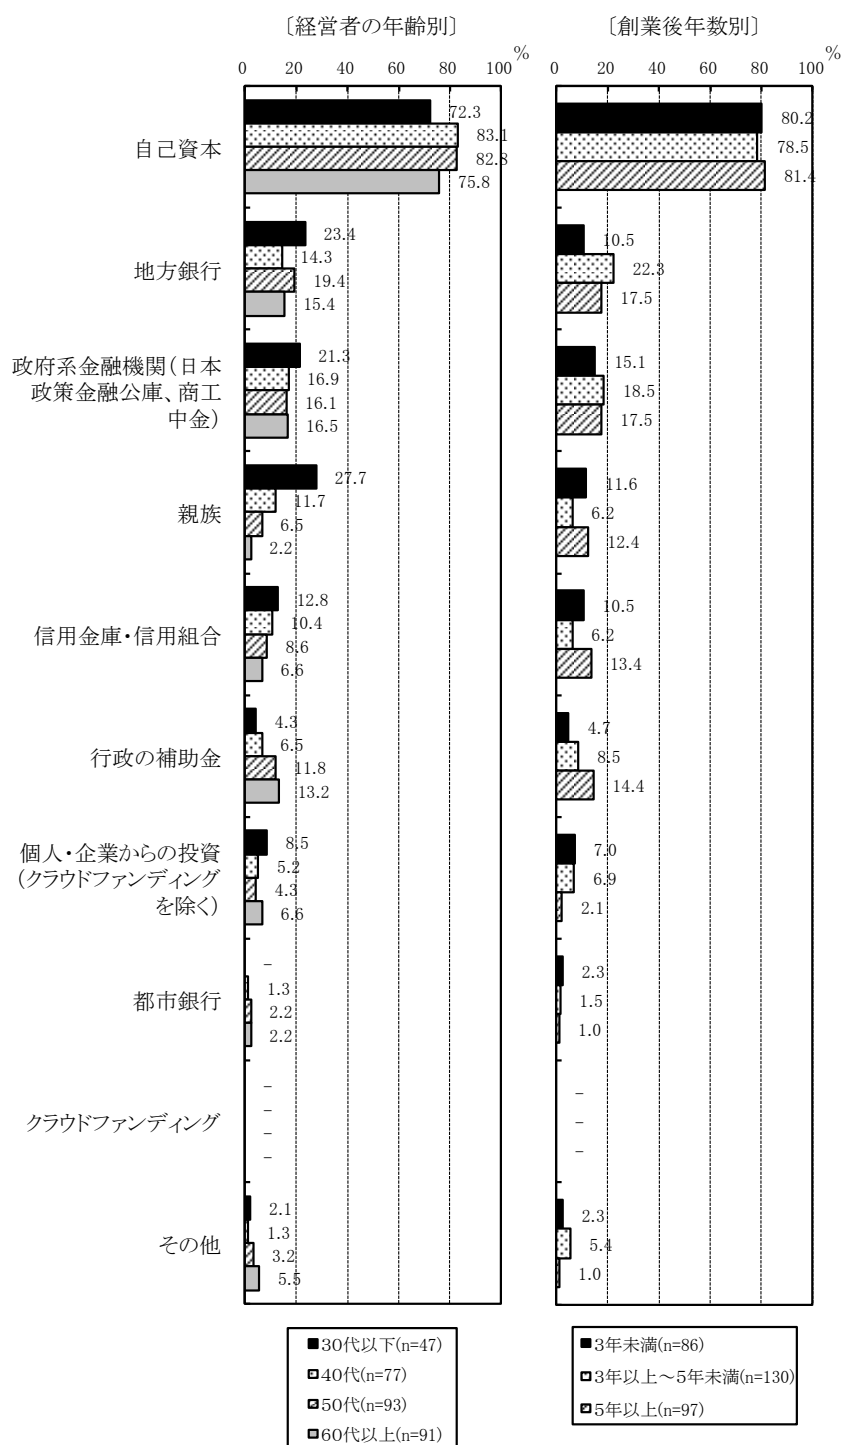 〔経営者の年齢別〕
〔創業後年数別〕
%
0 20 40 60 80 100
%
0 20 40 60 80 100
自己資本
72.3
83.1
82.8
75.8
80.2
78.5
81.4
地方銀行
23.4
14.3
19.4
15.4
10.5
22.3
17.5
政府系金融機関(日本
政策金融公庫、商工
中金)
21.3
16.9
16.1
16.5
15.1
18.5
17.5
親族
27.7
11.7
6.5
2.2
11.6
6.2
12.4
信用金庫・信用組合
12.8
10.4
8.6
6.6
10.5
6.2
13.4
行政の補助金
4.3
6.5
11.8
13.2
4.7
8.5
14.4
個人・企業からの投資
(クラウドファンディング
を除く)
8.5
5.2
4.3
6.6
7.0
6.9
2.1
都市銀行
–
1.3
2.2
2.2
2.3
1.5
1.0
クラウドファンディング
–
–
–
–
–
–
–
その他
2.1
1.3
3.2
5.5
2.3
5.4
1.0
30代以下(n=47)
40代(n=77)
50代(n=93)
60代以上(n=91)
3年未満(n=86)
3年以上~5年未満(n=130)
5年以上(n=97)